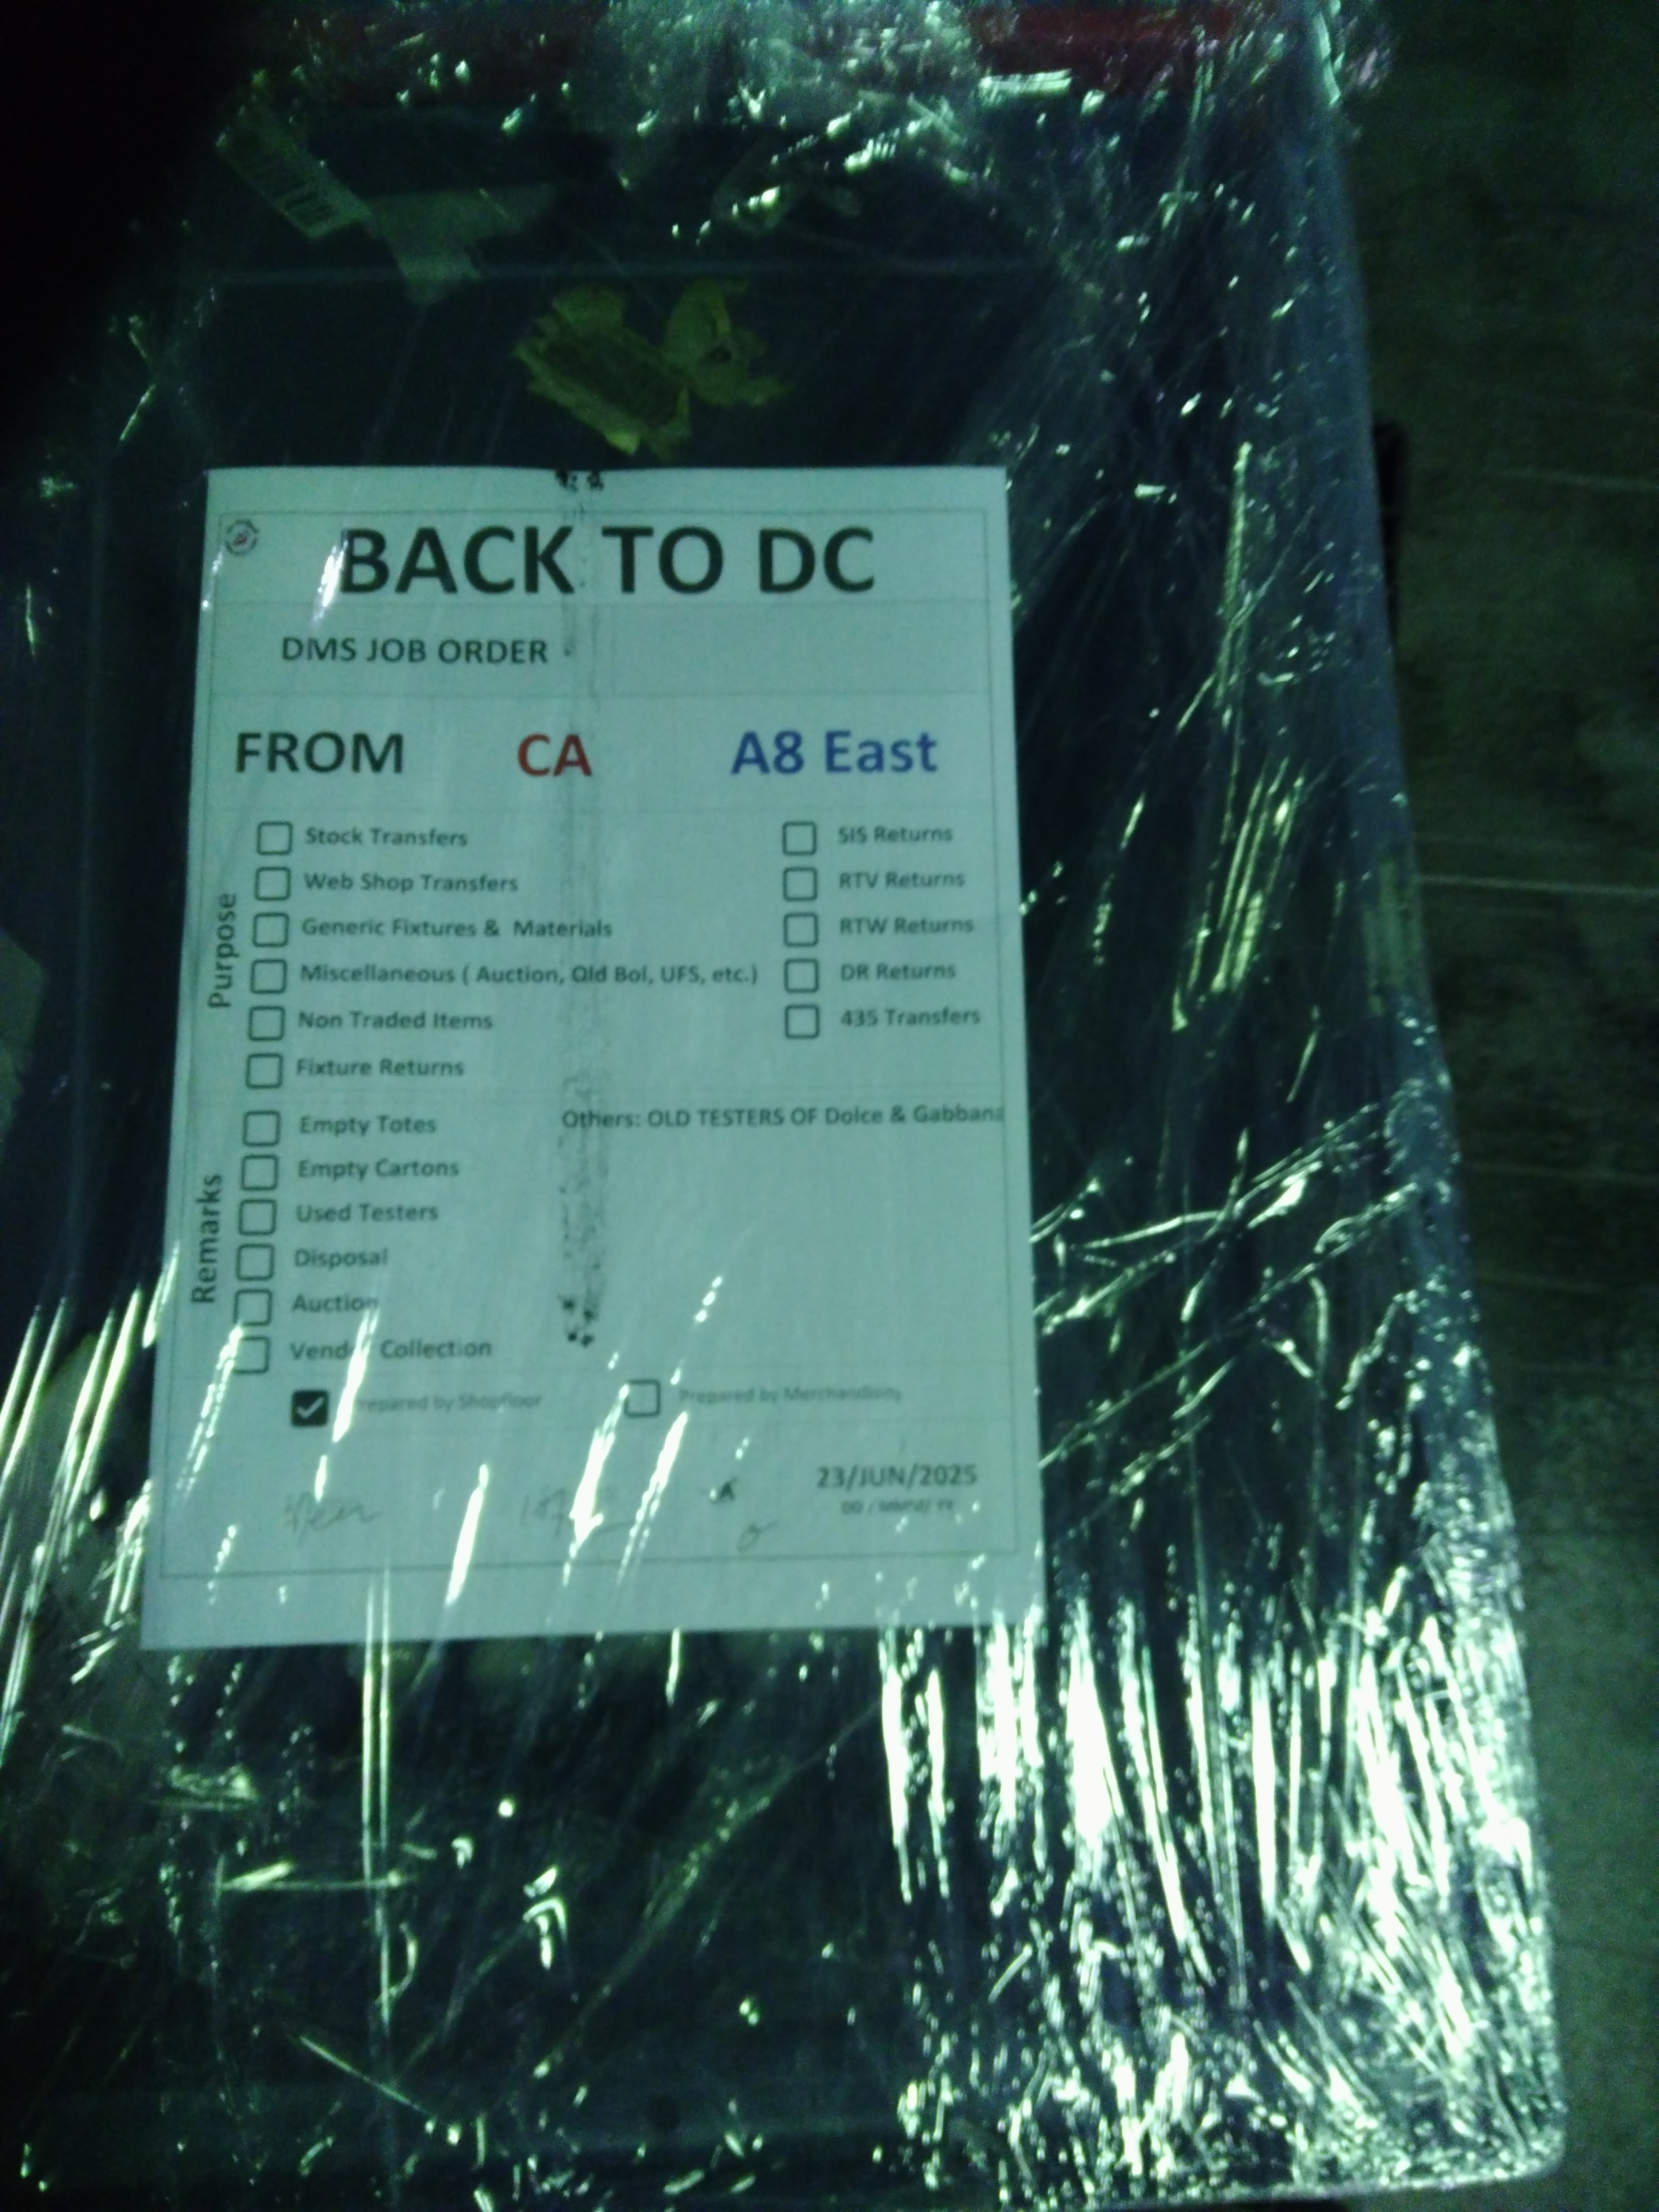 BACK TO DC
DMS JOB ORDER
FROM CA A8 East
Purpose
Stock Transfers
Web Shop Transfers
Generic Fixtures & Materials
Miscellaneous ( Auction, Old Bol, UFS, etc.)
Non Traded Items
Fixture Returns
SIS Returns
RTV Returns
RTW Returns
DR Returns
435 Transfers
Remarks
Empty Totes
Empty Cartons
Used Testers
Disposal
Auction
Vendor Collection
Others: OLD TESTERS OF Dolce & Gabbana
Prepared by Shopfloor
Prepared by Merchandising
23/JUN/2025